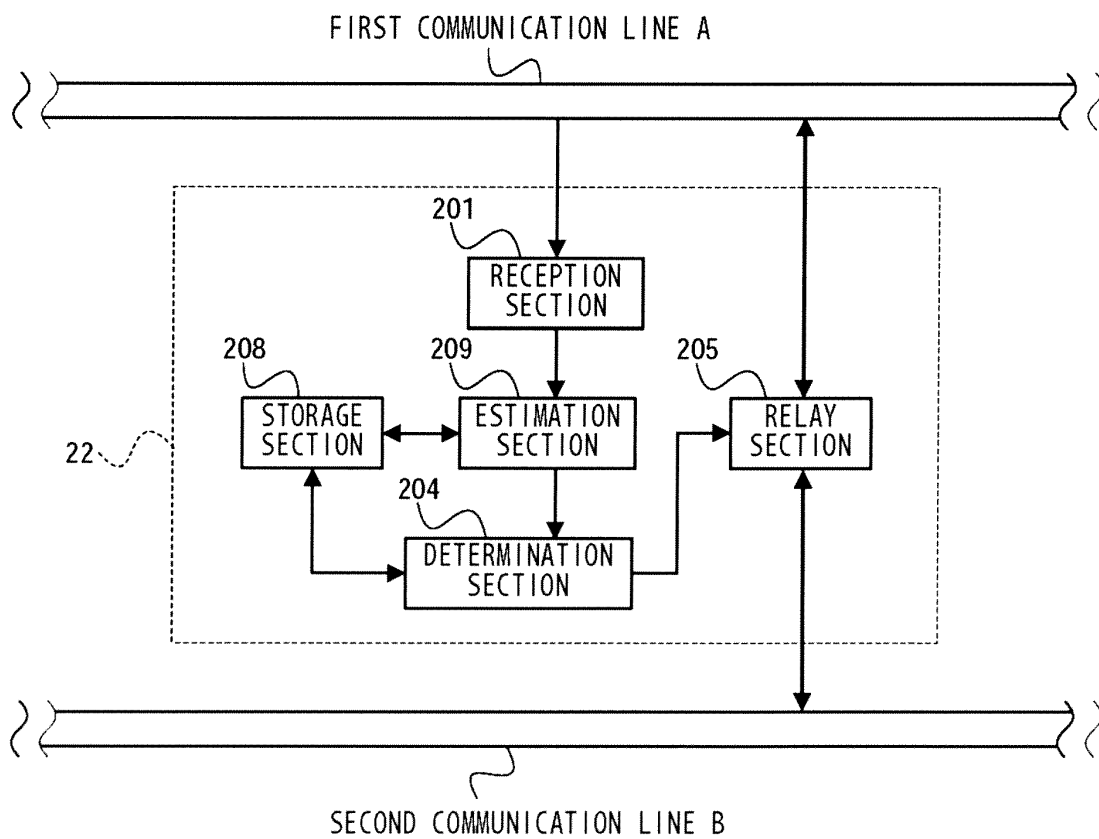 FIRST COMMUNICATION LINE A
201
RECEPTION
SECTION
208
209
205
STORAGE
SECTION
ESTIMATION
SECTION
RELAY
SECTION
22
204
DETERMINATION
SECTION
SECOND COMMUNICATION LINE B